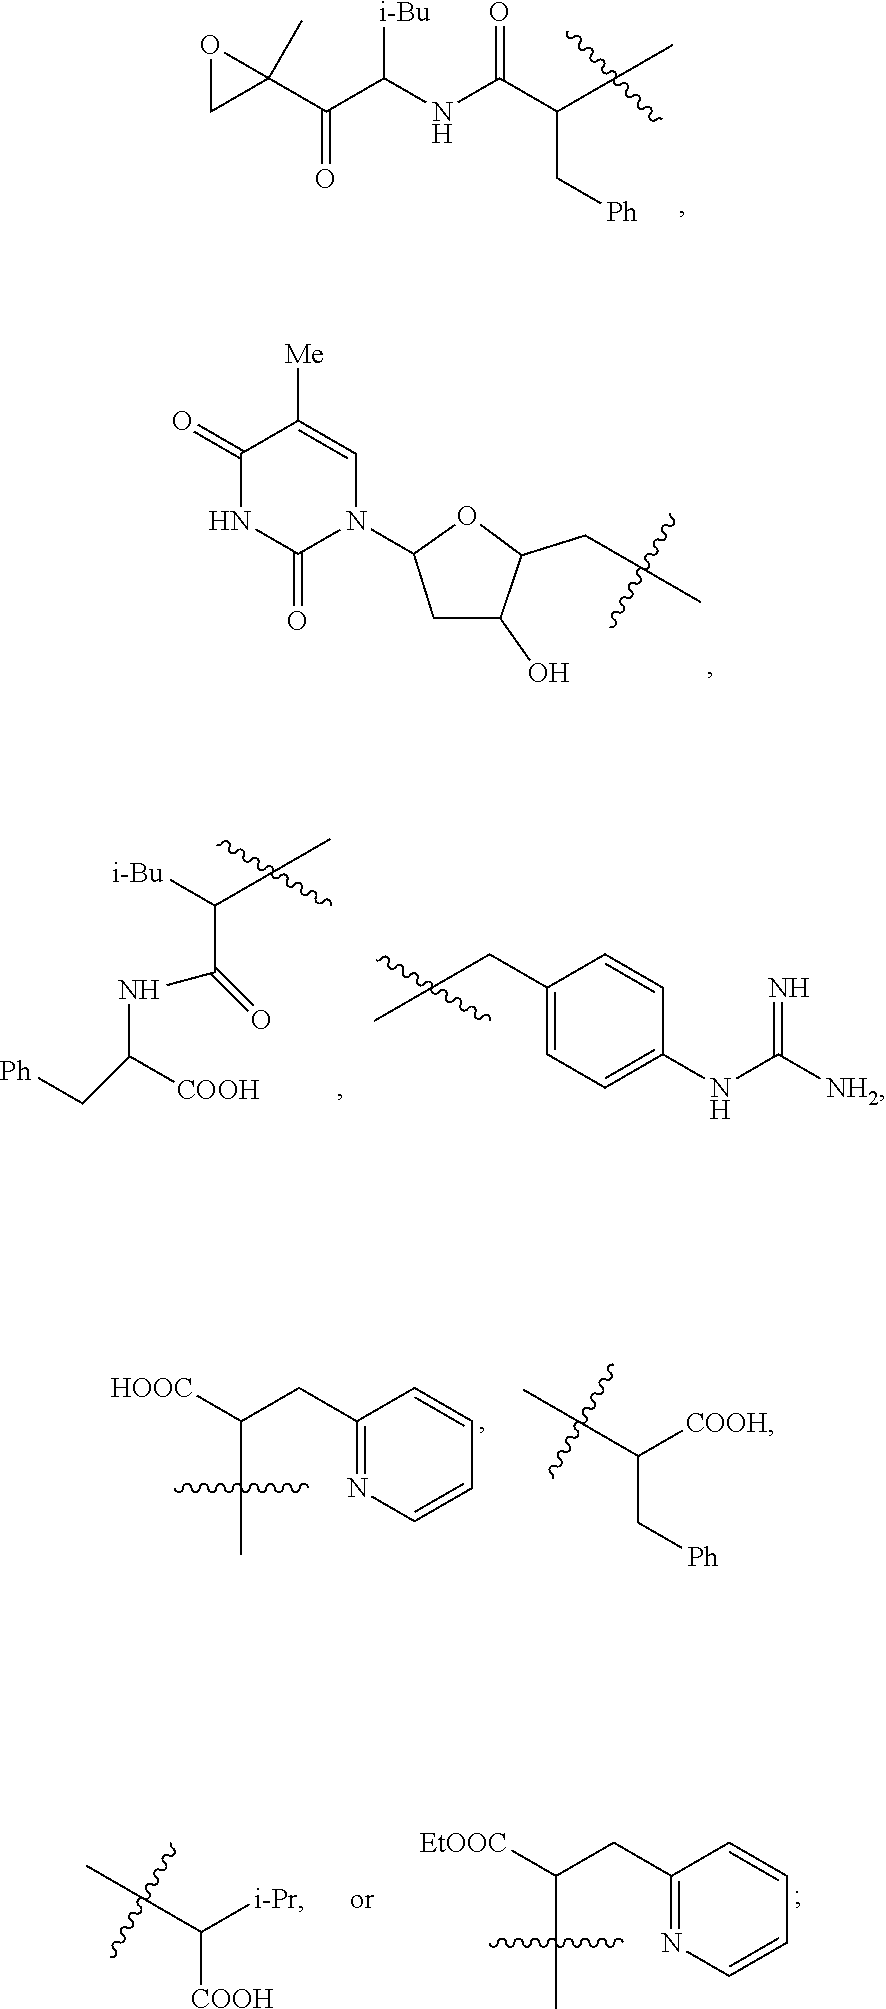 i-Bu
O
O
N
H
O
Ph
,
Me
O
O
HN
N
O
OH
,
i-Bu
NH
NH
O
Ph
COOH
,
N
H
NH2,
HOOC
,
COOH,
N
Ph
EtOOC
i-Pr,
or
;
N
COOH